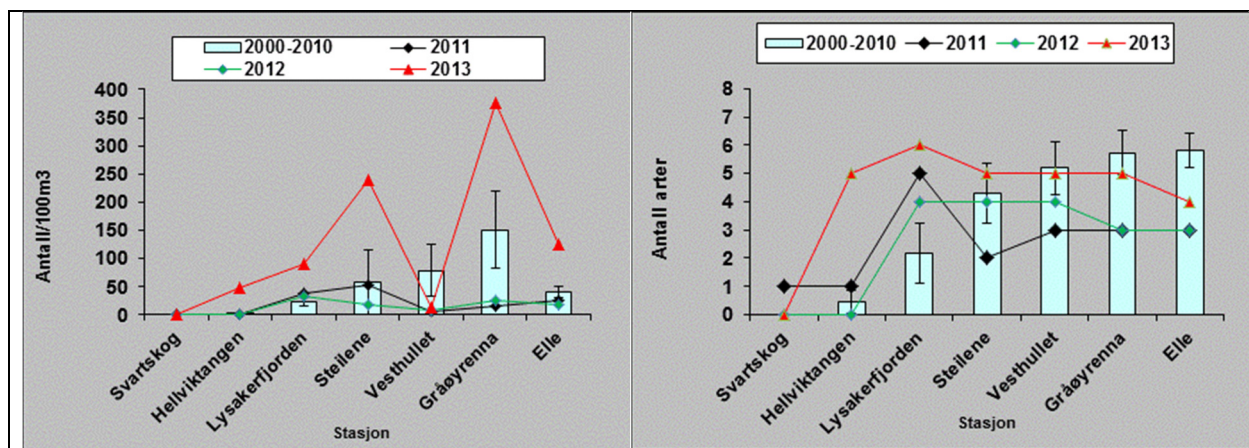 2000-2010 2011
2012 2013
Antall/100m3
400
350
300
250
200
150
100
50
0
Svartskog
Hellviktangen
Lysakerfjorden
Steilene
Vesthullet
Gråøyrenna
Elle
Stasjon
2000-2010 2011 2012 2013
Antall arter
8
7
6
5
4
3
2
1
0
Svartskog
Hellviktangen
Lysakerfjorden
Steilene
Vesthullet
Gråøyrenna
Elle
Stasjon